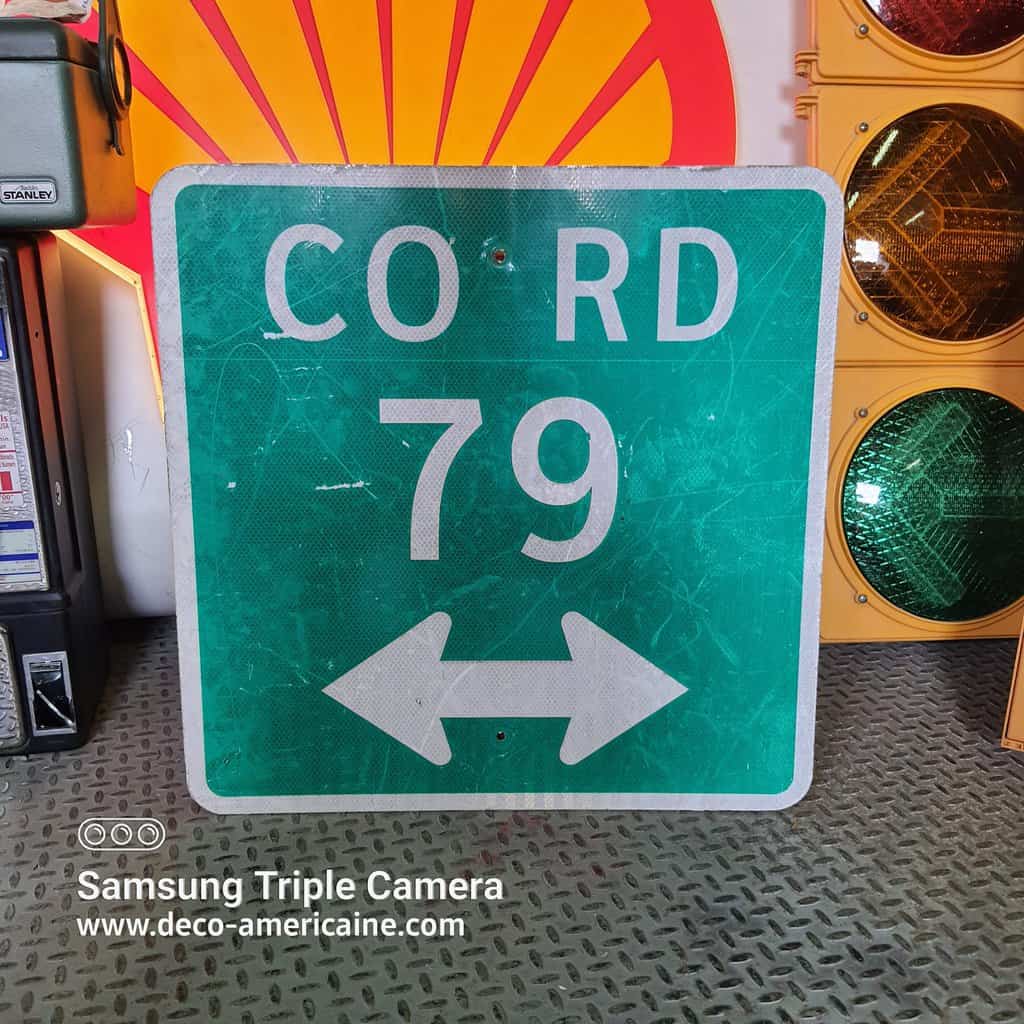 STANLEY
CO RD
79
Samsung Triple Camera
www.deco-americaine.com